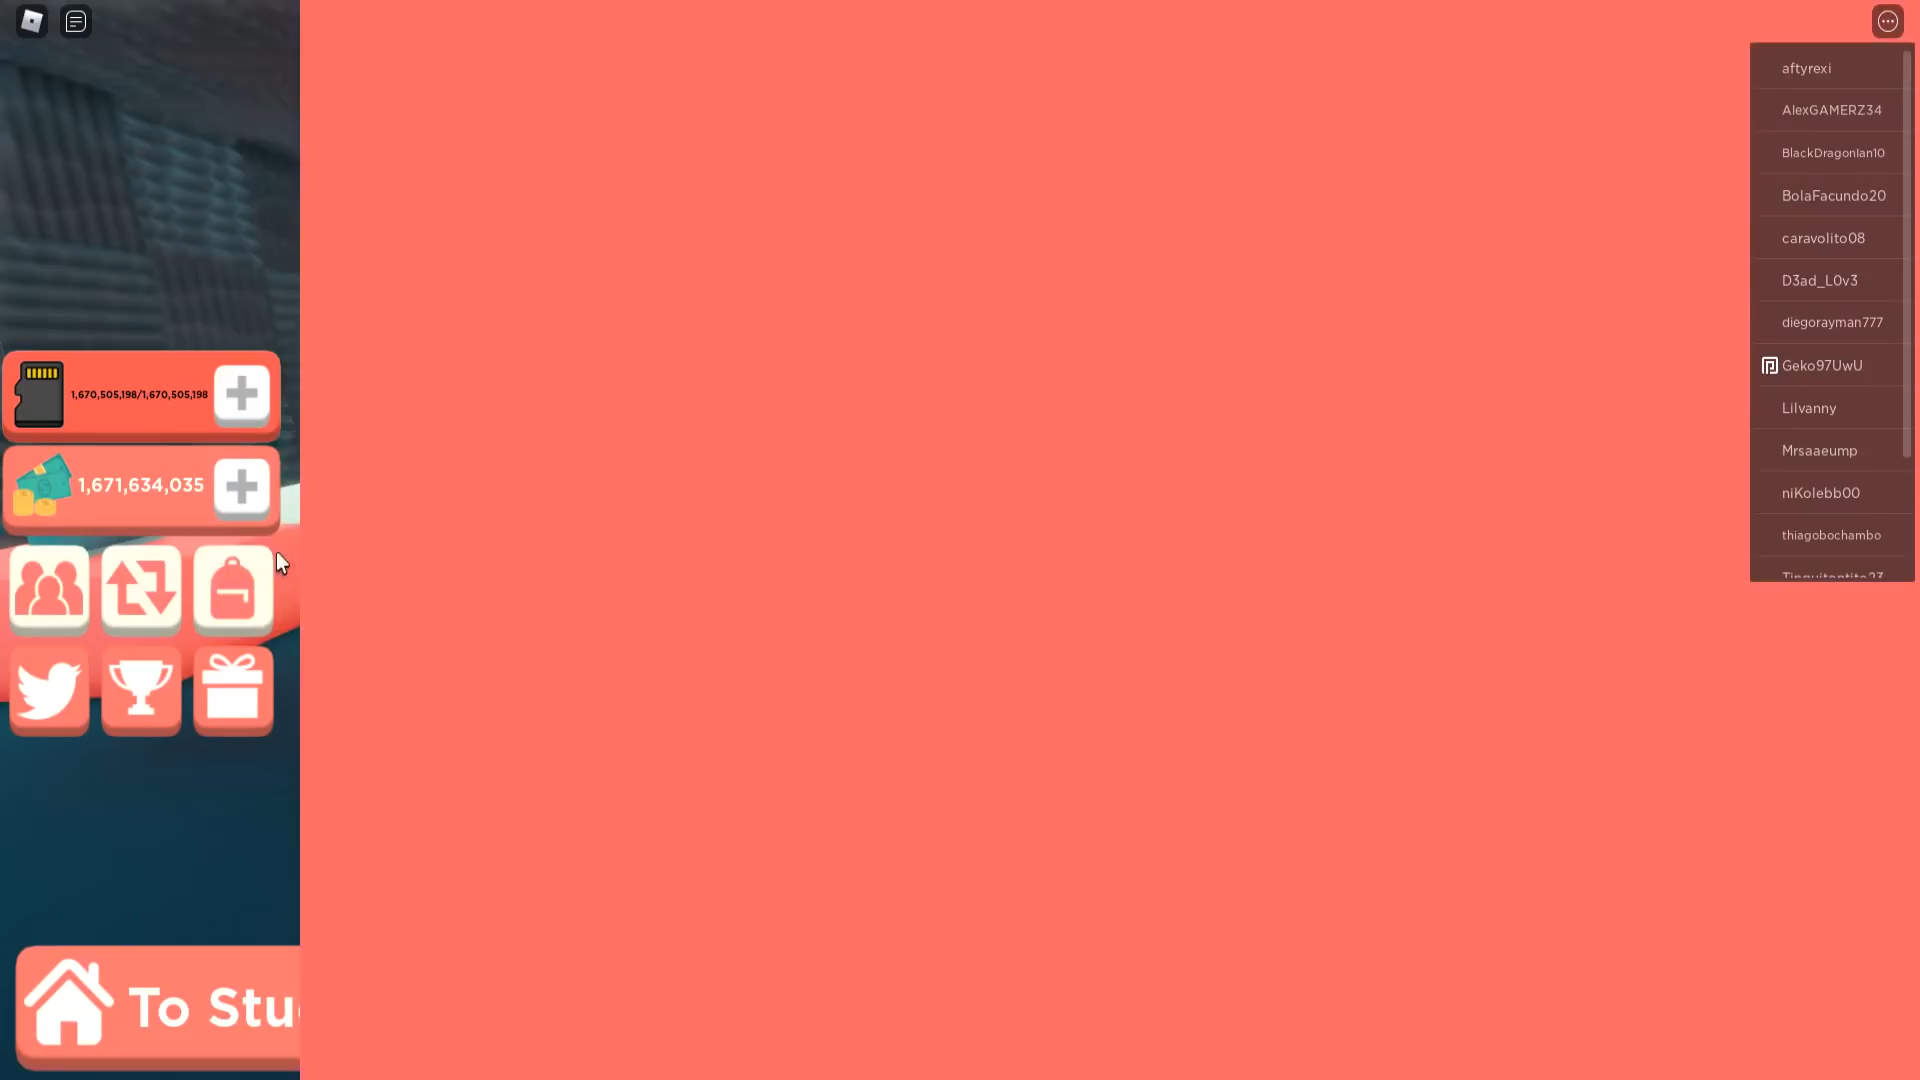 aftyrexi
AlexGAMERZ34
BlackDragonIan10
BolaFacundo20
caravolito08
D3ad_L0v3
diegorayman777
Geko97UwU
1,670,505,198/1,670,505,198
Lilvanny
Mrsaaeump
1,671,634,035
niKolebb00
thiagobochambo
To Stu